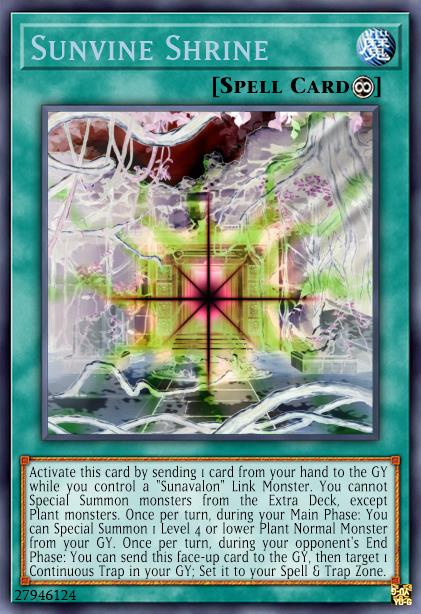 Sunvine Shrine
[Spell Card]
Activate this card by sending 1 card from your hand to the GY
while you control a "Sunavalon" Link Monster. You cannot
Special Summon monsters from the Extra Deck, except
Plant monsters. Once per turn, during your Main Phase: You
can Special Summon 1 Level 4 or lower Plant Normal Monster
from your GY. Once per turn, during your opponent's End
Phase: You can send this face-up card to the GY, then target 1
Continuous Trap in your GY; Set it to your Spell & Trap Zone.
27946124